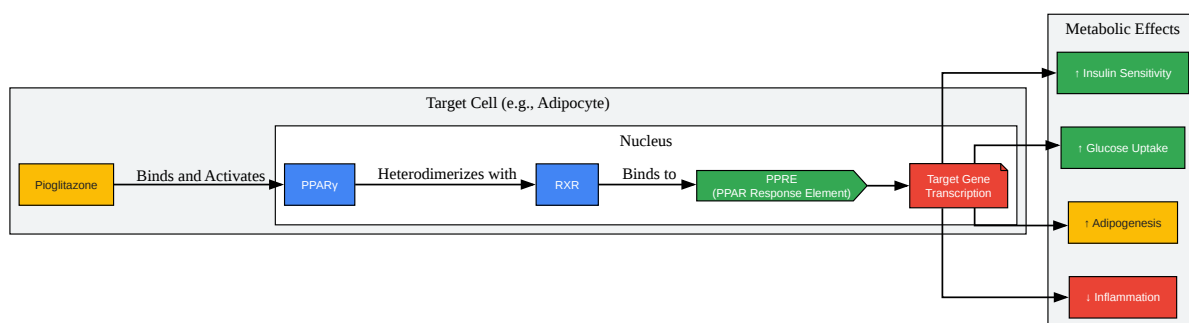 Metabolic Effects
↑ Insulin Sensitivity
Target Cell (e.g., Adipocyte)
Nucleus
↑ Glucose Uptake
Pioglitazone
Binds and Activates
PPARγ
Heterodimerizes with
RXR
Binds to
PPRE
(PPAR Response Element)
Target Gene
Transcription
↑ Adipogenesis
↓ Inflammation